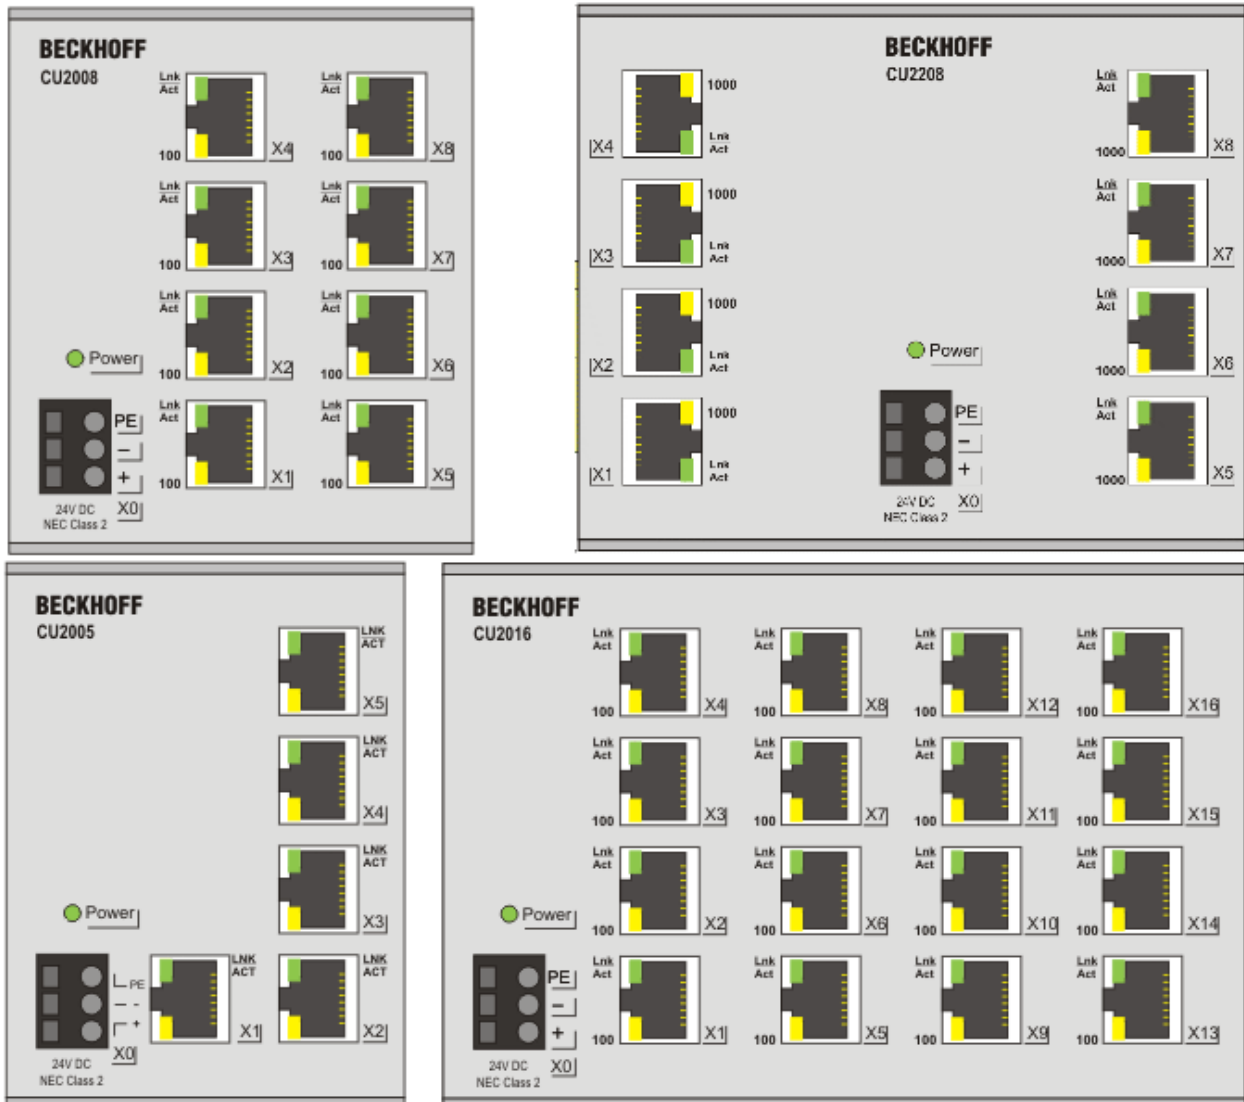 BECKHOFF
CU2008
Lnk
Act
100
X4
Lnk
Act
100
X8
Lnk
Act
100
X3
Lnk
Act
100
X7
Lnk
Act
100
X2
Lnk
Act
100
X6
Power
Lnk
Act
100
X1
Lnk
Act
100
X5
PE
−
+
X0
24V DC
NEC Class 2
BECKHOFF
CU2208
X4
1000
Lnk
Act
Lnk
Act
1000
X8
X3
1000
Lnk
Act
Lnk
Act
1000
X7
X2
1000
Lnk
Act
Lnk
Act
1000
X6
Power
X1
1000
Lnk
Act
Lnk
Act
1000
X5
PE
−
+
X0
24V DC
NEC Class 2
BECKHOFF
CU2005
LNK
ACT
X5
LNK
ACT
X4
LNK
ACT
X3
Power
LNK
ACT
X1
LNK
ACT
X2
PE
-
+
X0
24V DC
NEC Class 2
BECKHOFF
CU2016
Lnk
Act
100
X4
Lnk
Act
100
X8
Lnk
Act
100
X12
Lnk
Act
100
X16
Lnk
Act
100
X3
Lnk
Act
100
X7
Lnk
Act
100
X11
Lnk
Act
100
X15
Lnk
Act
100
X2
Lnk
Act
100
X6
Lnk
Act
100
X10
Lnk
Act
100
X14
Power
Lnk
Act
100
X1
Lnk
Act
100
X5
Lnk
Act
100
X9
Lnk
Act
100
X13
PE
−
+
X0
24V DC
NEC Class 2